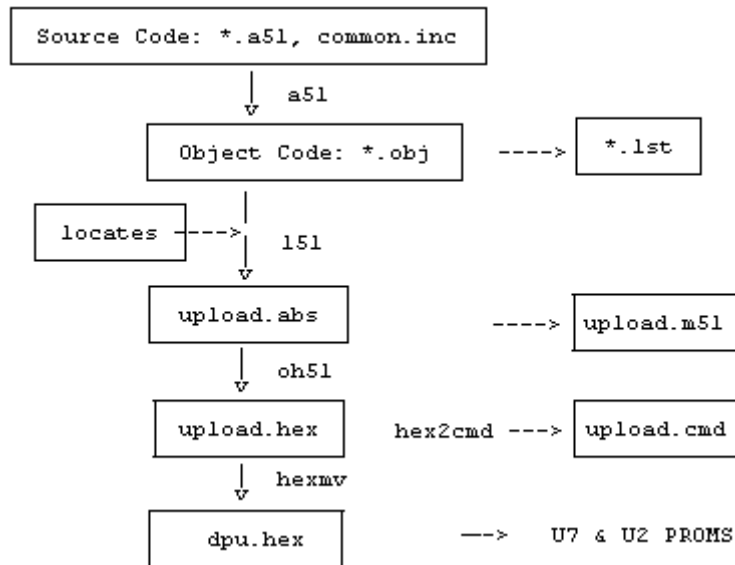 Source Code: *.a51, common.inc
a51
Object Code: *.obj
---->
*.lst
locates
--->
l51
upload.abs
---->
upload.m51
oh51
upload.hex
hex2cmd --->
upload.cmd
hexmv
dpu.hex
-->
U7 & U2 PROMS